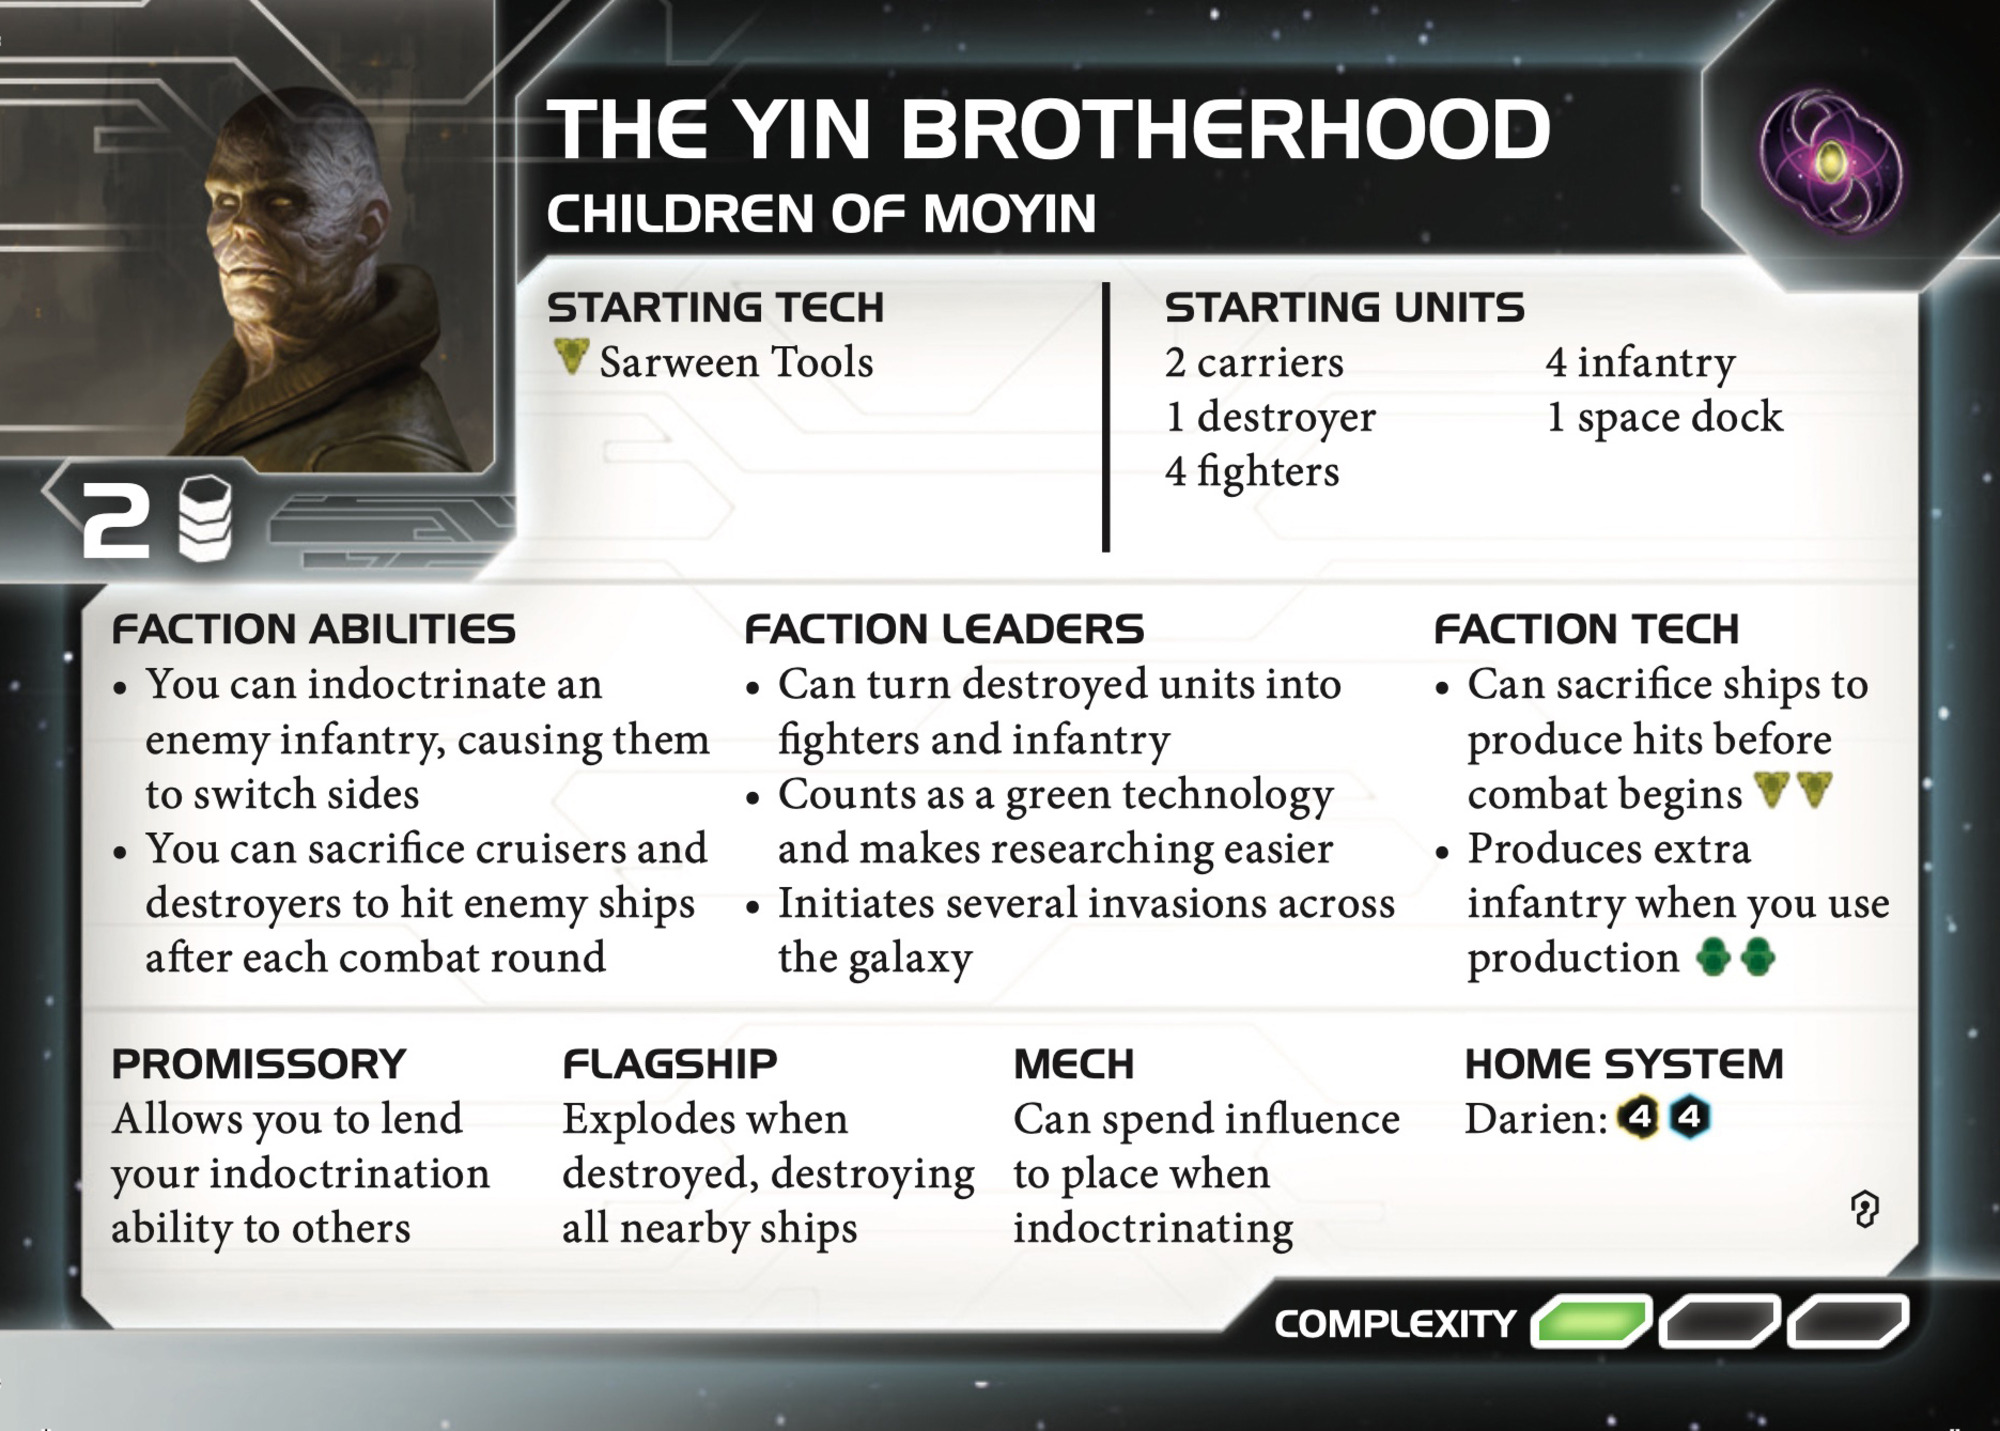 THE YIN BROTHERHOOD
CHILDREN OF MOYIN
2
STARTING TECH
Sarween Tools
STARTING UNITS
2 carriers
1 destroyer
4 fighters
4 infantry
1 space dock
FACTION ABILITIES
• You can indoctrinate an
enemy infantry, causing them
to switch sides
• You can sacrifice cruisers and
destroyers to hit enemy ships
after each combat round
FACTION LEADERS
• Can turn destroyed units into
fighters and infantry
• Counts as a green technology
and makes researching easier
• Initiates several invasions across
the galaxy
FACTION TECH
• Can sacrifice ships to
produce hits before
combat begins
• Produces extra
infantry when you use
production
PROMISSORY
Allows you to lend
your indoctrination
ability to others
FLAGSHIP
Explodes when
destroyed, destroying
all nearby ships
MECH
Can spend influence
to place when
indoctrinating
HOME SYSTEM
Darien: 4 4
COMPLEXITY